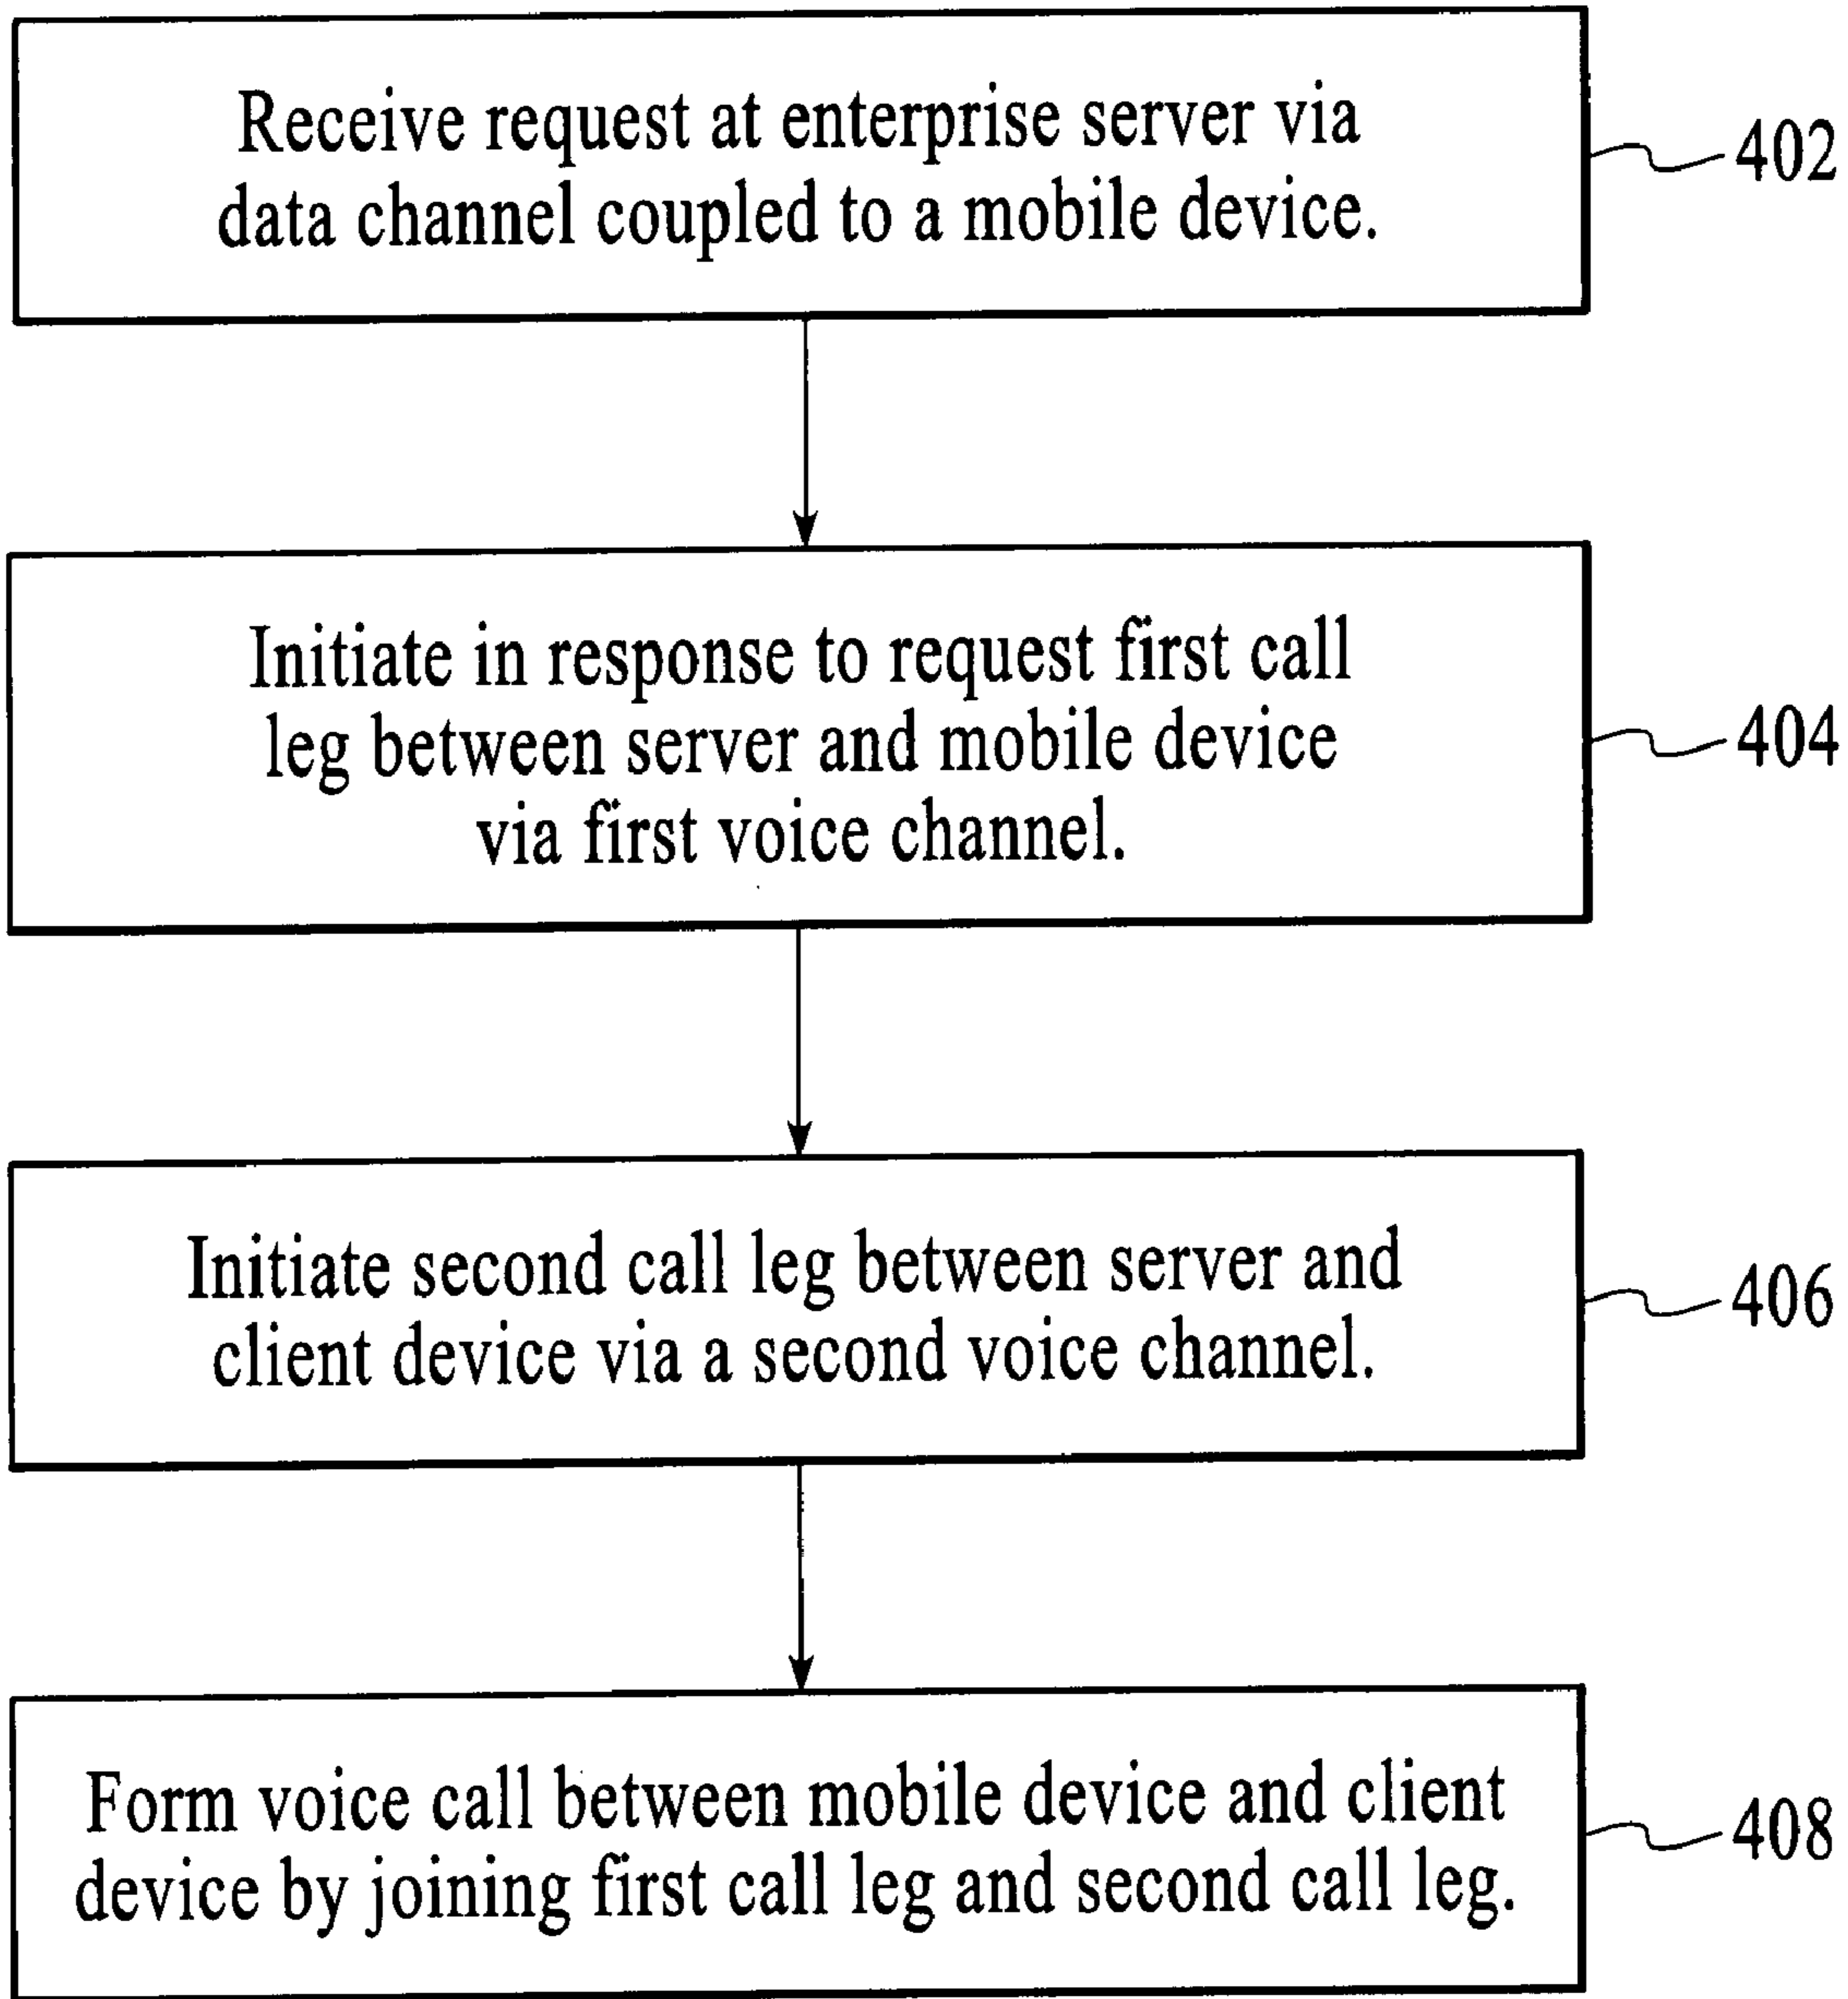 Receive request at enterprise server via
data channel coupled to a mobile device.
402
Initiate in response to request first call
leg between server and mobile device
via first voice channel.
404
Initiate second call leg between server and
client device via a second voice channel.
406
Form voice call between mobile device and client
device by joining first call leg and second call leg.
408